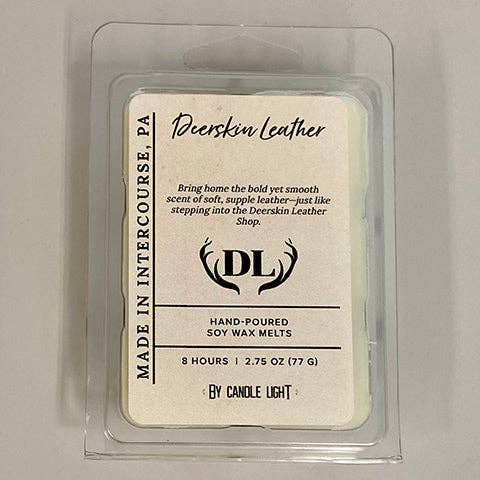 Deerskin Leather
MADE IN INTERCOURSE, PA
Bring home the bold yet smooth
scent of soft, supple leather—just like
stepping into the Deerskin Leather
Shop.
DL
HAND-POURED
SOY WAX MELTS
8 HOURS | 2.75 OZ (77 G)
BY CANDLE LIGHT